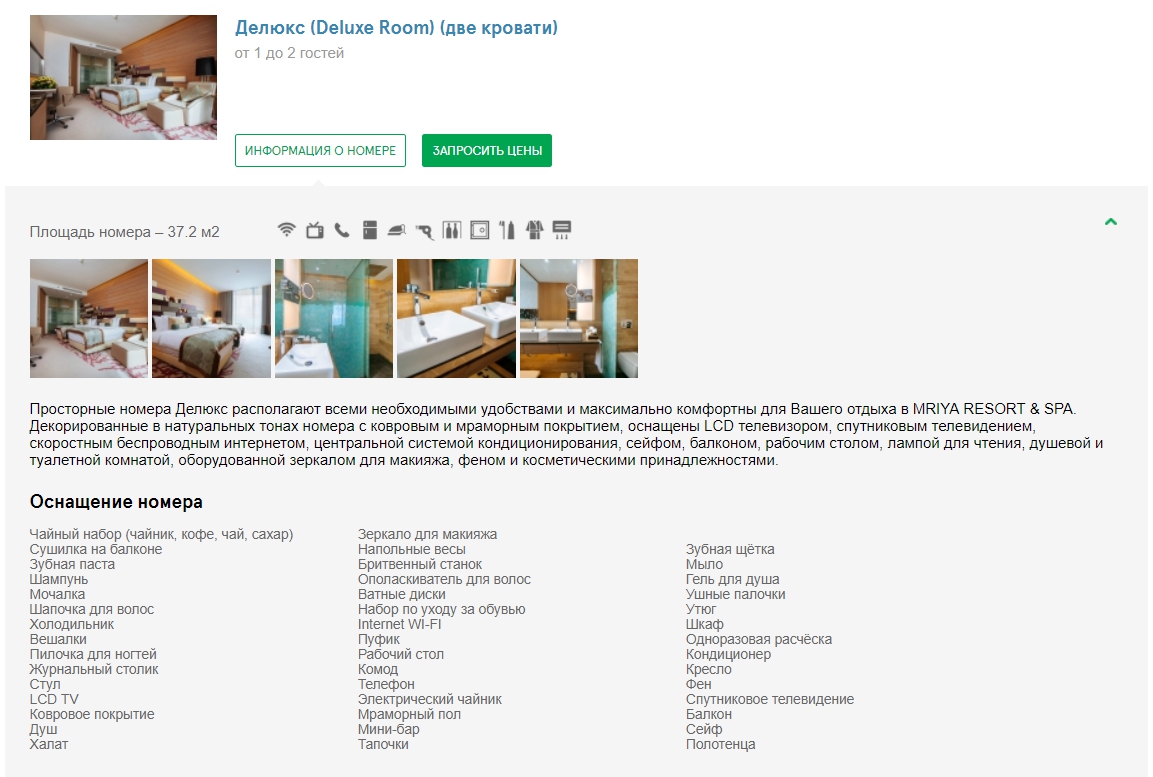 Делюкс (Deluxe Room) (две кровати)
от 1 до 2 гостей
ИНФОРМАЦИЯ О НОМЕРЕ
ЗАПРОСИТЬ ЦЕНЫ
Площадь номера – 37.2 м2
Просторные номера Делюкс располагают всеми необходимыми удобствами и максимально комфортны для Вашего отдыха в MRIYA RESORT & SPA.
Декорированные в натуральных тонах номера с ковровым и мраморным покрытием, оснащены LCD телевизором, спутниковым телевидением,
скоростным беспроводным интернетом, центральной системой кондиционирования, сейфом, балконом, рабочим столом, лампой для чтения, душевой и
туалетной комнатой, оборудованной зеркалом для макияжа, феном и косметическими принадлежностями.
Оснащение номера
Чайный набор (чайник, кофе, чай, сахар)
Сушилка на балконе
Зубная паста
Шампунь
Мочалка
Шапочка для волос
Холодильник
Вешалки
Пилочка для ногтей
Журнальный столик
Стул
LCD TV
Ковровое покрытие
Душ
Халат
Зеркало для макияжа
Напольные весы
Бритвенный станок
Ополаскиватель для волос
Ватные диски
Набор по уходу за обувью
Internet WI-FI
Пуфик
Рабочий стол
Комод
Телефон
Электрический чайник
Мраморный пол
Мини-бар
Тапочки
Зубная щётка
Мыло
Гель для душа
Ушные палочки
Утюг
Шкаф
Одноразовая расчёска
Кондиционер
Кресло
Фен
Спутниковое телевидение
Балкон
Сейф
Полотенца